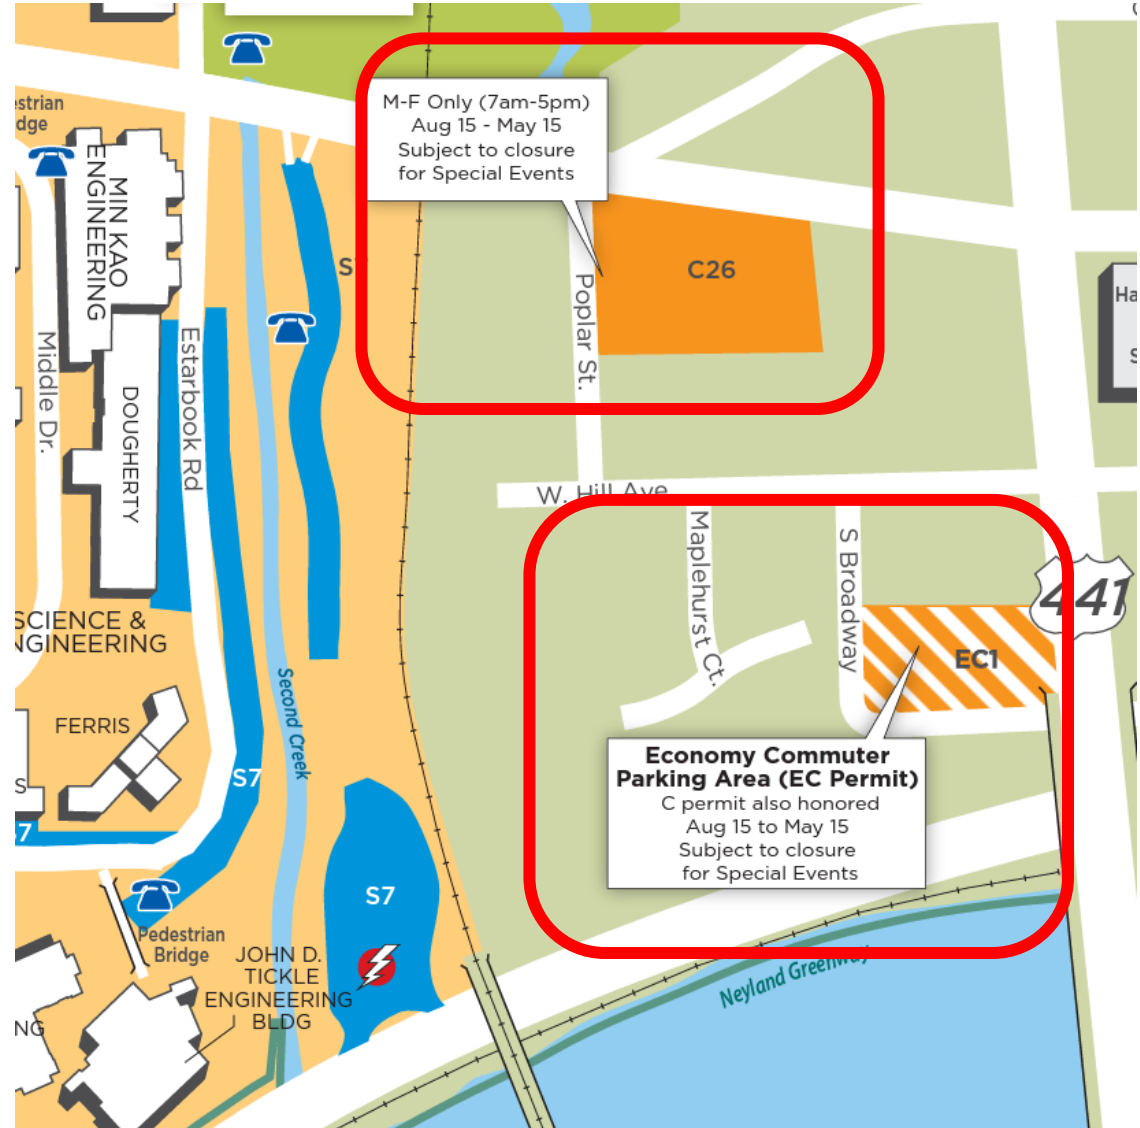 estrian
dge
M-F Only (7am-5pm)
Aug 15 - May 15
Subject to closure
for Special Events
MIN KAO
ENGINEERING
C26
Poplar St.
Ha
S
Middle Dr.
Estarbook Rd
DOUGHERTY
W. Hill Ave
Maplehurst Ct.
S Broadway
441
EC1
SCIENCE &
NGINEERING
Second Creek
FERRIS
S7
S
7
Economy Commuter
Parking Area (EC Permit)
C permit also honored
Aug 15 to May 15
Subject to closure
for Special Events
S7
Pedestrian
Bridge
JOHN D.
TICKLE
ENGINEERING
BLDG
NG
Neyland Greenway